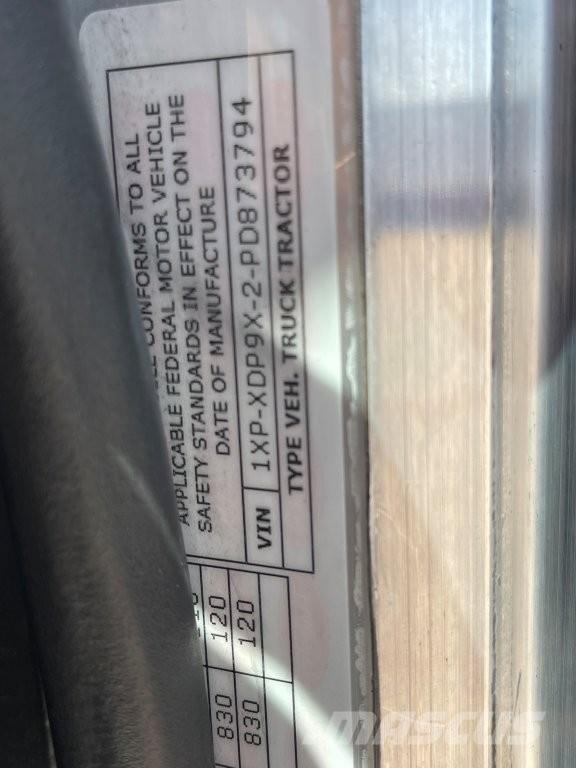 CONFORMS TO ALL
APPLICABLE FEDERAL MOTOR VEHICLE
SAFETY STANDARDS IN EFFECT ON THE
DATE OF MANUFACTURE
VIN 1XP-XDP9X-2-PD873794
TYPE VEH. TRUCK TRACTOR
830 120
830 120
MASCUS